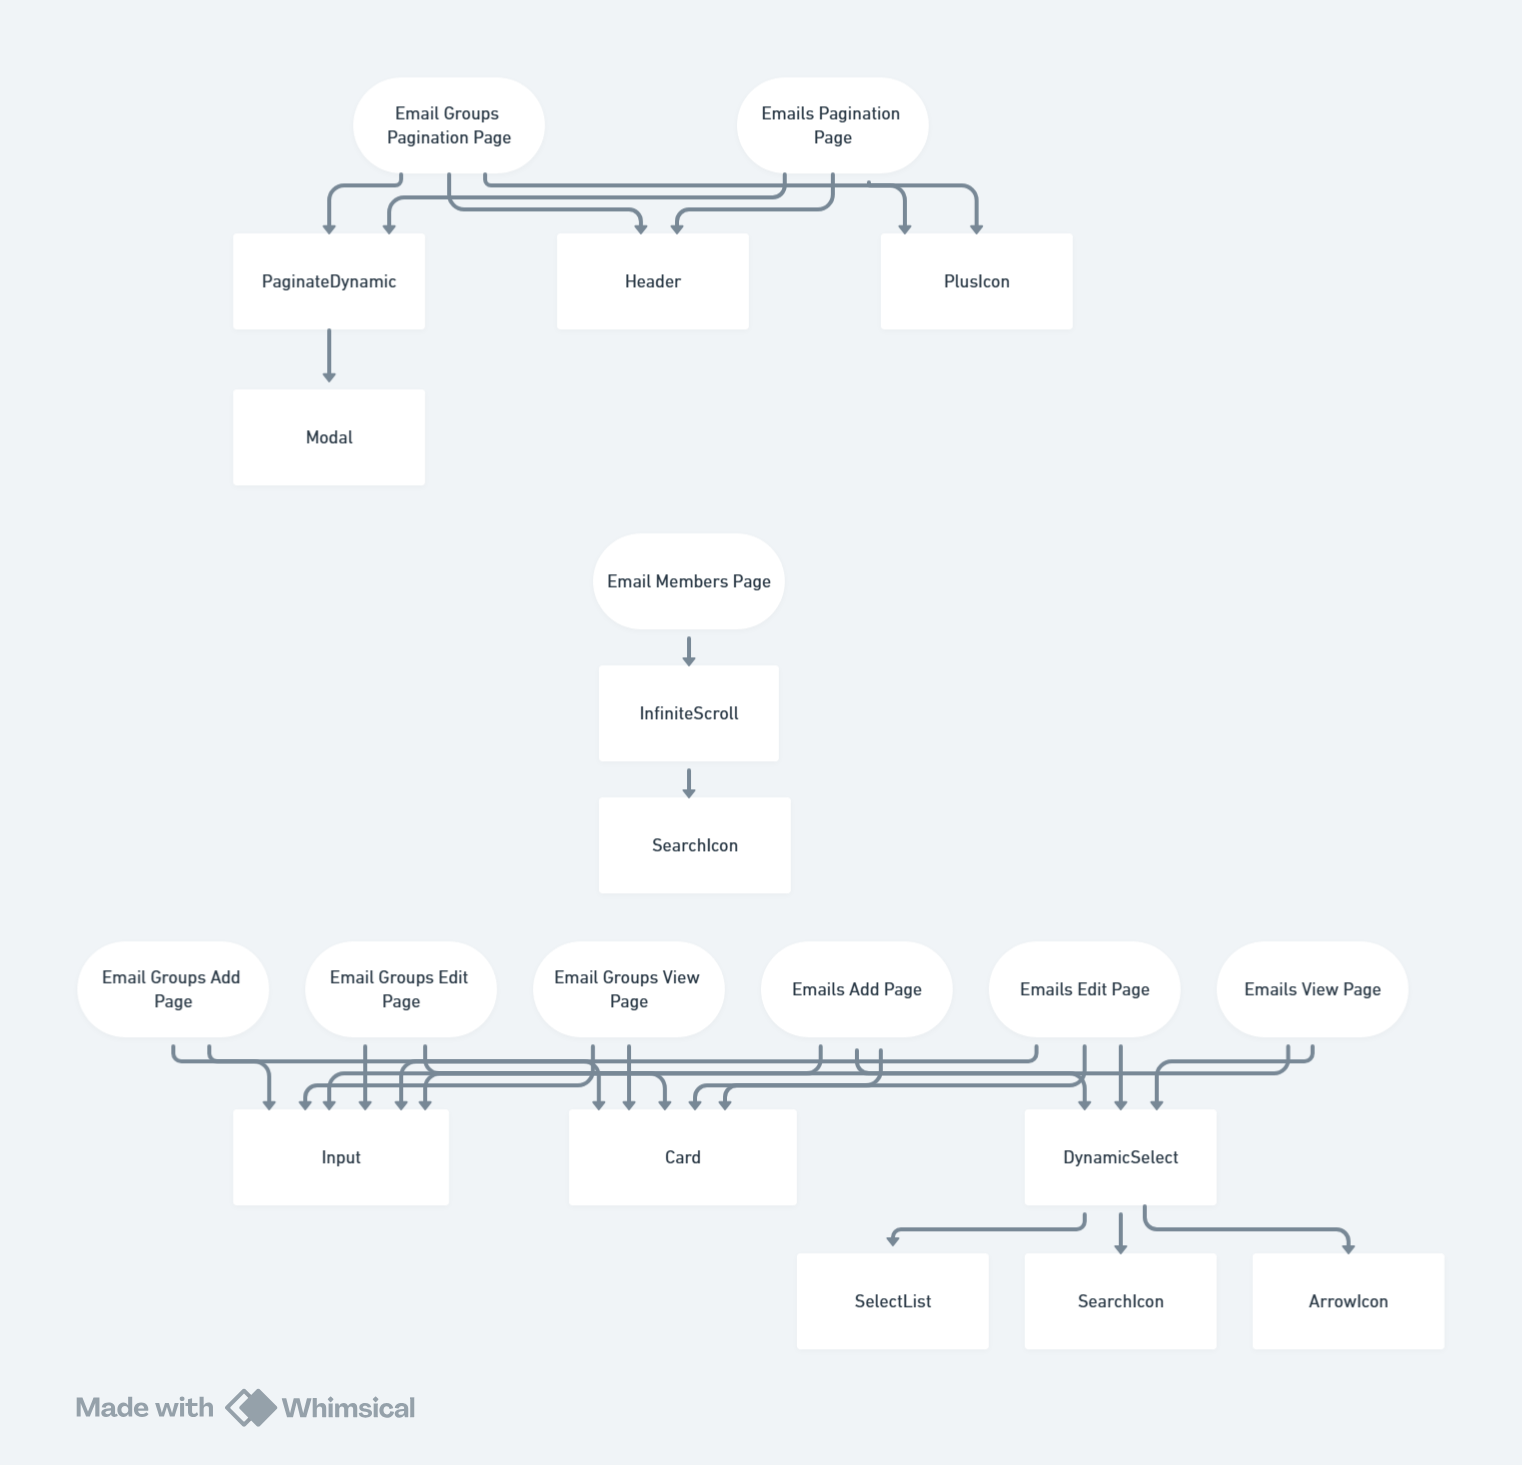 Email Groups
Pagination Page
Emails Pagination
Page
PaginateDynamic
Header
PlusIcon
Modal
Email Members Page
InfiniteScroll
SearchIcon
Email Groups Add
Page
Email Groups Edit
Page
Email Groups View
Page
Emails Add Page
Emails Edit Page
Emails View Page
Input
Card
DynamicSelect
SelectList
SearchIcon
ArrowIcon
Made with Whimsical